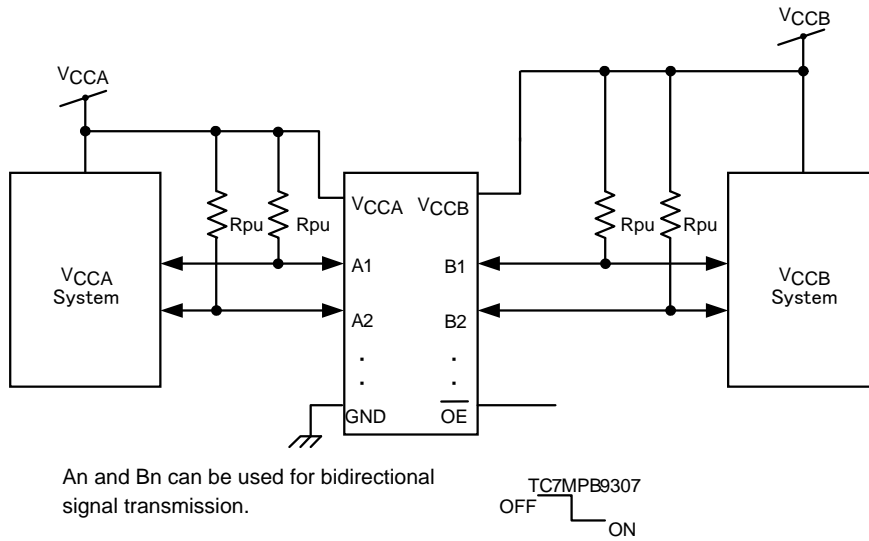 VCCB
VCCA
VCCA VCCB
Rpu Rpu Rpu Rpu
A1 B1
VCCA
System
VCCB
System
A2 B2
. .
. .
GND OE
An and Bn can be used for bidirectional
signal transmission.
TC7MPB9307
OFF
ON